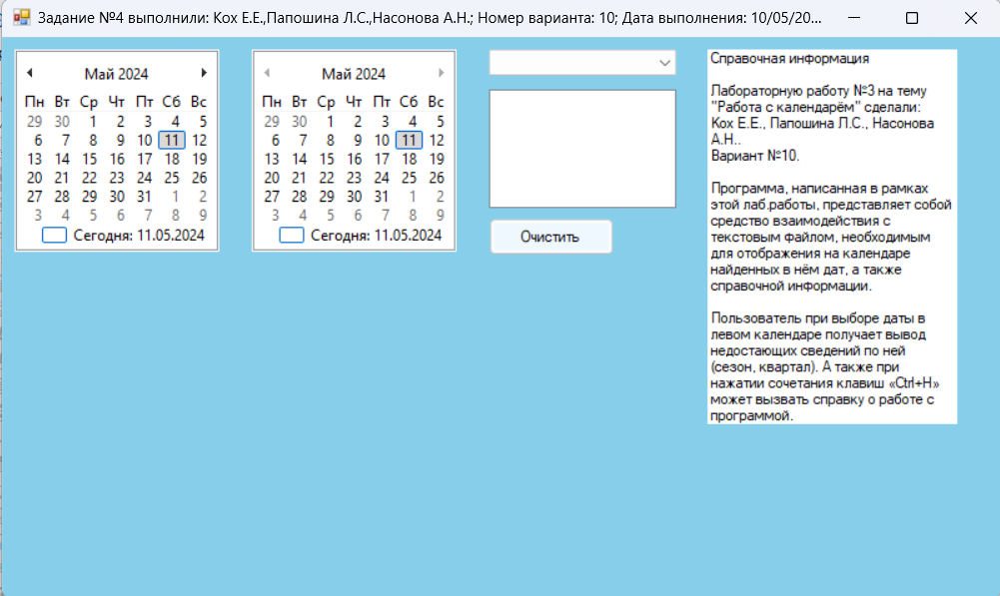 Задание №4 выполнили: Кох Е.Е.,Папошина Л.С.,Насонова А.Н.; Номер варианта: 10; Дата выполнения: 10/05/20...
Май 2024
Пн Вт Ср Чт Пт Сб Вс
29 30 1 2 3 4 5
6 7 8 9 10 11 12
13 14 15 16 17 18 19
20 21 22 23 24 25 26
27 28 29 30 31 1 2
3 4 5 6 7 8 9
Сегодня: 11.05.2024
Май 2024
Пн Вт Ср Чт Пт Сб Вс
29 30 1 2 3 4 5
6 7 8 9 10 11 12
13 14 15 16 17 18 19
20 21 22 23 24 25 26
27 28 29 30 31 1 2
3 4 5 6 7 8 9
Сегодня: 11.05.2024
Очистить
Справочная информация
Лабораторную работу №3 на тему
"Работа с календарём" сделали:
Кох Е.Е., Папошина Л.С., Насонова
А.Н..
Вариант №10.
Программа, написанная в рамках
этой лаб.работы, представляет собой
средство взаимодействия с
текстовым файлом, необходимым
для отображения на календаре
найденных в нём дат, а также
справочной информации.
Пользователь при выборе даты в
левом календаре получает вывод
недостающих сведений по ней
(сезон, квартал). А также при
нажатии сочетания клавиш «Ctrl+H»
может вызвать справку о работе с
программой.